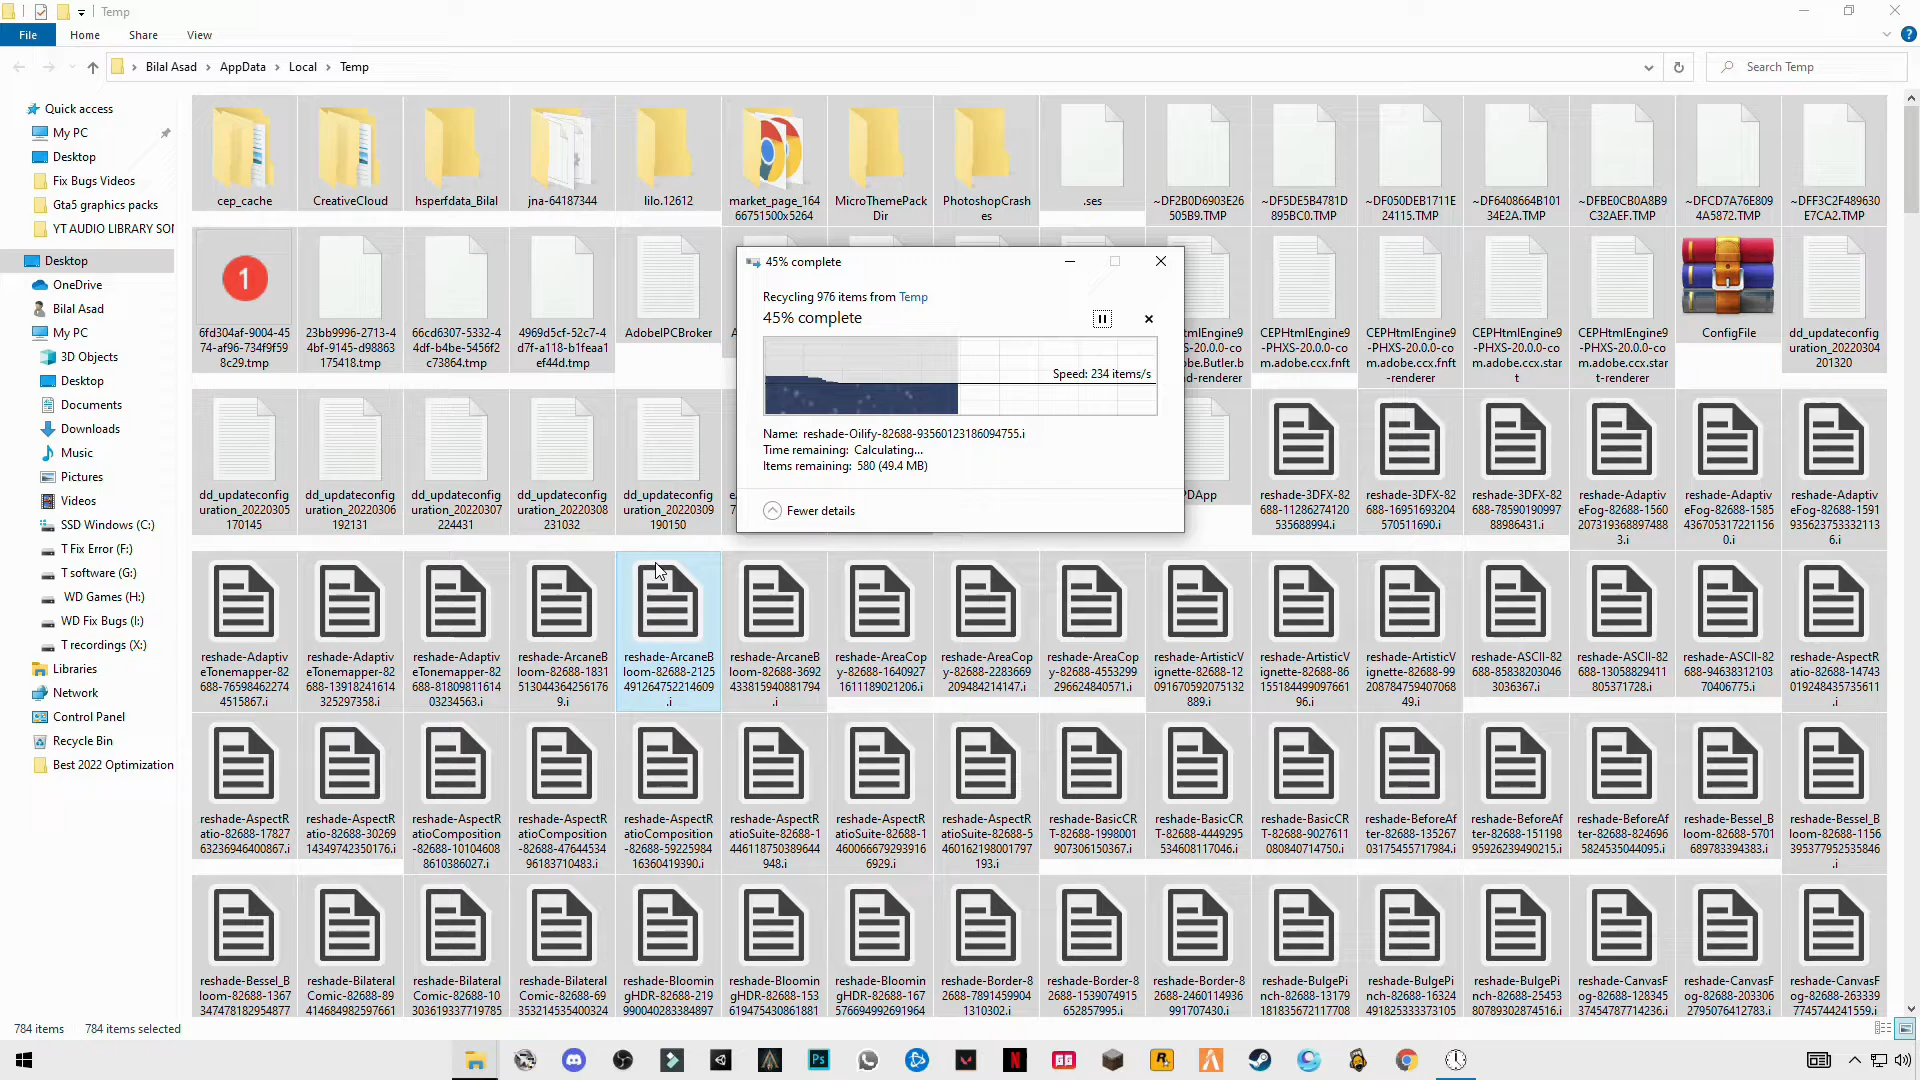 Temp
File
Home
Share
View
Bilal Asad
AppData
Local
Temp
Search Temp
Quick access
My PC
Desktop
Fix Bugs Videos
Gta5 graphics packs
YT AUDIO LIBRARY SO
Desktop
OneDrive
Bilal Asad
My PC
3D Objects
Desktop
Documents
Downloads
Music
Pictures
Videos
SSD Windows (C:)
T Fix Error (F:)
T software (G:)
WD Games (H:)
WD Fix Bugs (I:)
T recordings (X:)
Libraries
Network
Control Panel
Recycle Bin
Best 2022 Optimization
cep_cache
CreativeCloud
hsperfdata_Bilal
jna-64187344
lilo.12612
market_page_164
66751500x5264
MicroThemePack
Dir
PhotoshopCrash
es
.ses
~DF2B0D6903E26
505B9.TMP
~DF5DE5B4781D
895BC0.TMP
~DF050DEB1711E
24115.TMP
~DF6408664B101
34E2A.TMP
~DFBE0CB0A8B9
C32AEF.TMP
~DFCD7A76E809
4A5872.TMP
~DFF3C2F489630
E7CA2.TMP
1
6fd304af-9004-45
74-af96-734f9f59
8c29.tmp
23bb9996-2713-4
4bf-9145-d98863
175418.tmp
66cd6307-5332-4
4df-b4be-5456f2
c73864.tmp
4969d5cf-52c7-4
d7f-a118-b1feaa1
ef44d.tmp
AdobeIPCBroker
45% complete
Recycling 976 items from Temp
45% complete
Speed: 234 items/s
Name: reshade-Oilify-82688-93560123186094755.i
Time remaining: Calculating...
Items remaining: 580 (49.4 MB)
Fewer details
CEPHtmlEngine9
-PHXS-20.0.0-co
m.adobe.ccx.fnft
-renderer
CEPHtmlEngine9
-PHXS-20.0.0-co
m.adobe.ccx.fnft-
renderer
CEPHtmlEngine9
-PHXS-20.0.0-co
m.adobe.ccx.star
t
CEPHtmlEngine9
-PHXS-20.0.0-co
m.adobe.ccx.sta
rt-renderer
ConfigFile
dd_updateconfig
uration_20220304
201320
dd_updateconfig
uration_20220305
170145
dd_updateconfig
uration_20220306
192131
dd_updateconfig
uration_20220307
224431
dd_updateconfig
uration_20220308
231032
dd_updateconfig
uration_20220309
190150
PDApp
reshade-3DFX-82
688-11286274120
535688994.i
reshade-3DFX-82
688-16951693204
570511690.i
reshade-3DFX-82
688-78590190997
88986431.i
reshade-Adaptiv
eFog-82688-1560
207319368897488
3.i
reshade-Adaptiv
eFog-82688-1585
436705317221156
0.i
reshade-Adaptiv
eFog-82688-1591
935623753332113
6.i
reshade-Adaptiv
eTonemapper-82
688-76598462274
4515867.i
reshade-Adaptiv
eTonemapper-82
688-13918241614
325297358.i
reshade-Adaptiv
eTonemapper-82
688-81809811614
03234563.i
reshade-ArcaneB
loom-82688-1831
513044364256176
9.i
reshade-ArcaneB
loom-82688-2125
491264752214609
.i
reshade-ArcaneB
loom-82688-3692
433815940881794
.i
reshade-AreaCop
y-82688-1640927
1611189021206.i
reshade-AreaCop
y-82688-2283669
2094842141​47.i
reshade-AreaCop
y-82688-4553299
296624840571.i
reshade-ArtisticV
ignette-82688-12
091670592075132
889.i
reshade-ArtisticV
ignette-82688-86
155184499097661
96.i
reshade-ArtisticV
ignette-82688-99
208784759407068
49.i
reshade-ASCII-82
688-85838203046
3036367.i
reshade-ASCII-82
688-13058829411
805371728.i
reshade-ASCII-82
688-94638312103
70406775.i
reshade-Aspect
Ratio-82688-14743
019248435735611
.i
reshade-AspectR
atio-82688-17827
63236946400867.i
reshade-AspectR
atio-82688-30269
14349742350176.i
reshade-AspectR
atioComposition
-82688-10104608
8610386027.i
reshade-AspectR
atioComposition
-82688-47644534
96183710483.i
reshade-AspectR
atioComposition
-82688-59225984
16360419390.i
reshade-AspectR
atioSuite-82688-1
446118750389644
948.i
reshade-AspectR
atioSuite-82688-1
460066679293916
6929.i
reshade-AspectR
atioSuite-82688-5
460162198001797
193.i
reshade-BasicCR
T-82688-1998001
907306150367.i
reshade-BasicCR
T-82688-4449295
534608117046.i
reshade-BasicCR
T-82688-9027611
080840714750.i
reshade-BeforeA
fter-82688-135267
03175455717984.i
reshade-BeforeA
fter-82688-151198
95926239490215.i
reshade-BeforeA
fter-82688-824696
5824535044095.i
reshade-Bessel_B
loom-82688-5701
689783394383.i
reshade-Bessel_B
loom-82688-1156
395377952535846
.i
reshade-Bessel_B
loom-82688-1367
347478182954877
reshade-Bilateral
Comic-82688-89
414684982597661
reshade-Bilateral
Comic-82688-10
303619337719785
reshade-Bilateral
Comic-82688-69
353214535400324
reshade-Bloomin
gHDR-82688-219
990040283384897
reshade-Bloomin
gHDR-82688-153
619475430861881
reshade-Bloomin
gHDR-82688-167
576694992691964
reshade-Border-8
2688-7891459904
1310302.i
reshade-Border-8
2688-1539074915
652857995.i
reshade-Border-8
2688-2460114936
991707430.i
reshade-BulgePi
nch-82688-13179
181835672117708
reshade-BulgePi
nch-82688-16324
491825333373105
reshade-BulgePi
nch-82688-25453
80789302874516.i
reshade-CanvasF
og-82688-128345
37454787714236.i
reshade-CanvasF
og-82688-203306
2795076412783.i
reshade-CanvasF
og-82688-263339
7745744241559.i
784 items
784 items selected